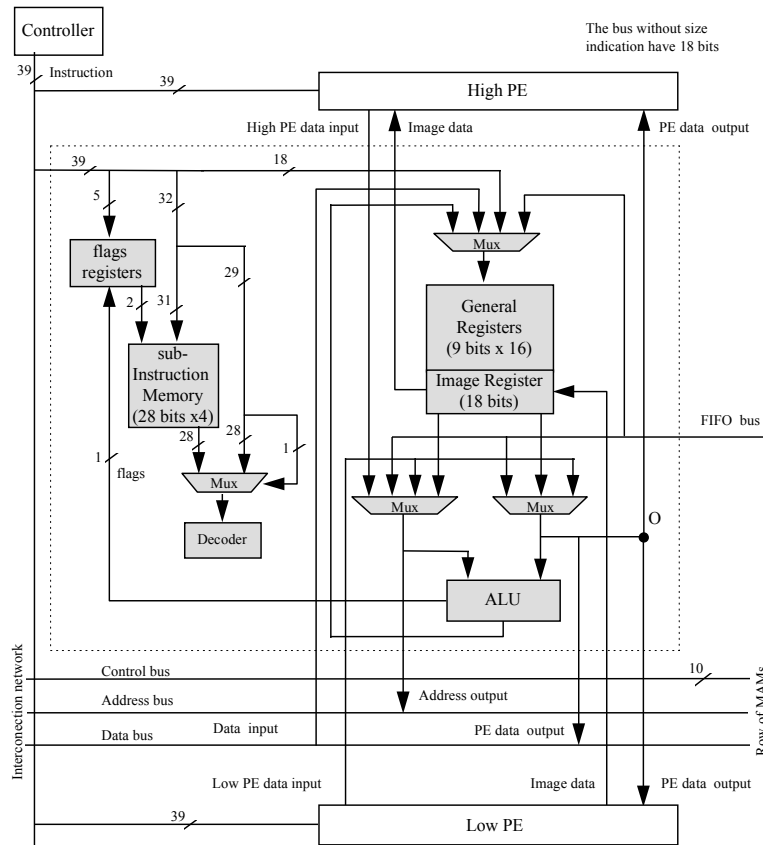 Controller
The bus without size
indication have 18 bits
39
Instruction
39
High PE
High PE data input
Image data
PE data output
39
18
5
32
Mux
flags
registers
29
2
31
General
Registers
(9 bits x 16)
sub-
Instruction
Memory
(28 bits x4)
Image Register
(18 bits)
FIFO bus
28
28
1
1
flags
Mux
Mux
Mux
O
Decoder
ALU
Interconection network
Control bus
10
Row of MAMs
Address bus
Address output
Data bus
Data input
PE data output
Low PE data input
Image data
PE data output
39
Low PE